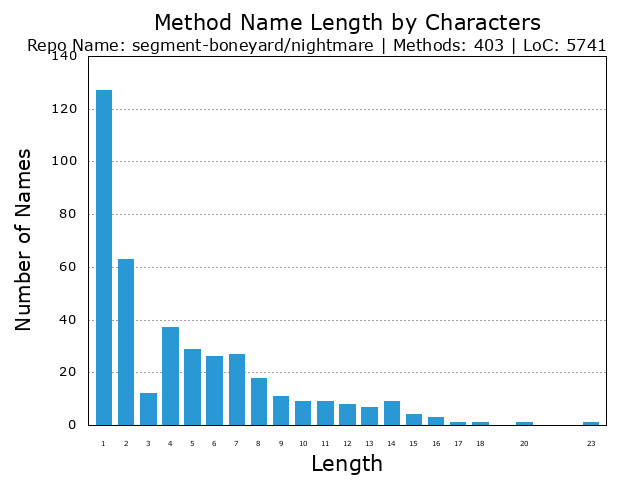 Method Name Length by Characters
Repo Name: segment-boneyard/nightmare | Methods: 403 | LoC: 5741
140
120
100
80
60
40
20
0
Number of Names
1 2 3 4 5 6 7 8 9 10 11 12 13 14 15 16 17 18 20 23
Length